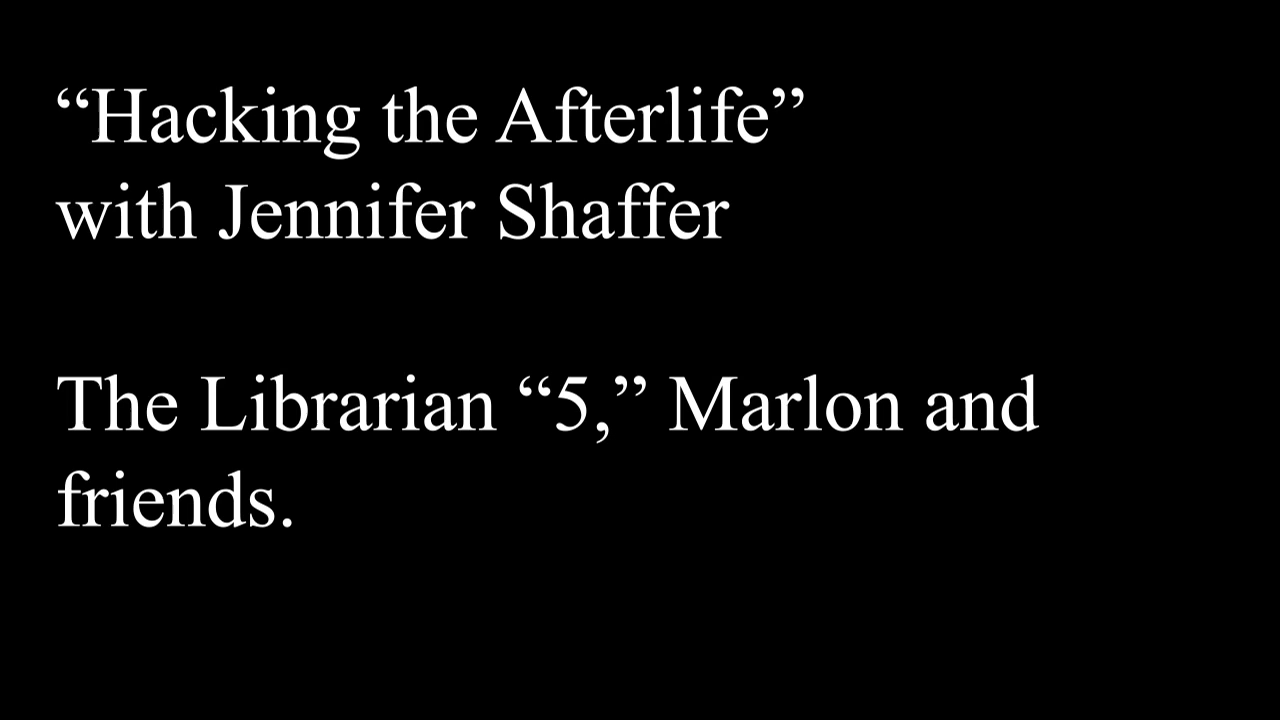 “Hacking the Afterlife”
with Jennifer Shaffer
The Librarian “5,” Marlon and
friends.